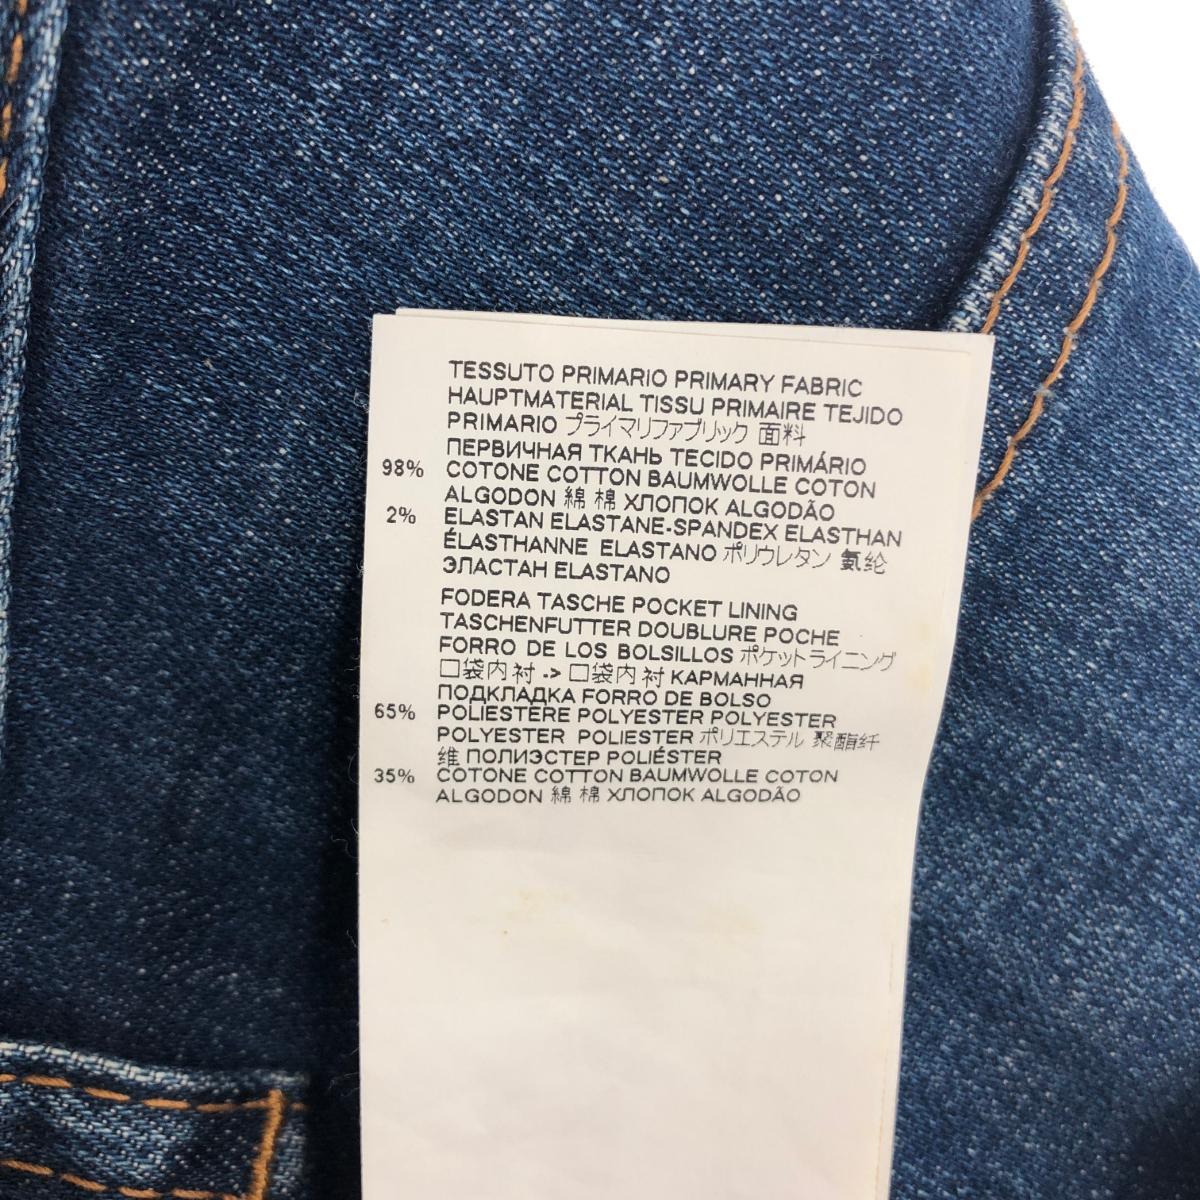 TESSUTO PRIMARIO PRIMARY FABRIC
HAUPTMATERIAL TISSU PRIMAIRE TEJIDO
PRIMARIO プライマリファブリック 面料
ПЕРВИЧНАЯ ТКАНЬ TECIDO PRIMÁRIO
98% COTONE COTTON BAUMWOLLE COTON
ALGODON 綿 棉 ХЛОПОК ALGODÃO
2% ELASTAN ELASTANE-SPANDEX ELASTHAN
ÉLASTHANNE ELASTANO ポリウレタン 氨纶
ЭЛАСТАН ELASTANO
FODERA TASCHE POCKET LINING
TASCHENFUTTER DOUBLURE POCHE
FORRO DE LOS BOLSILLOS ポケットライニング
口袋内衬 -> 口袋内衬 КАРМАННАЯ
ПОДКЛАДКА FORRO DE BOLSO
65% POLIESTERE POLYESTER POLYESTER
POLYESTER POLIESTER ポリエステル 聚酯纤
维 ПОЛИЭСТЕР POLIÉSTER
35% COTONE COTTON BAUMWOLLE COTON
ALGODON 綿 棉 ХЛОПОК ALGODÃO